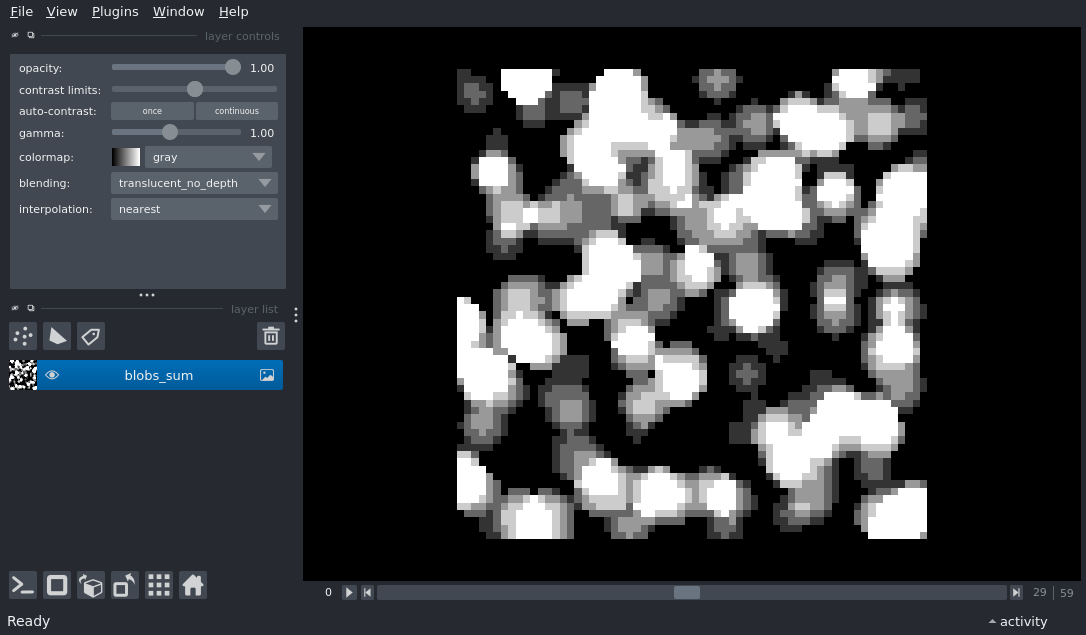 File View Plugins Window Help
layer controls
opacity: 1.00
contrast limits:
auto-contrast: once continuous
gamma: 1.00
colormap: gray
blending: translucent_no_depth
interpolation: nearest
layer list
blobs_sum
0 29 59
Ready activity